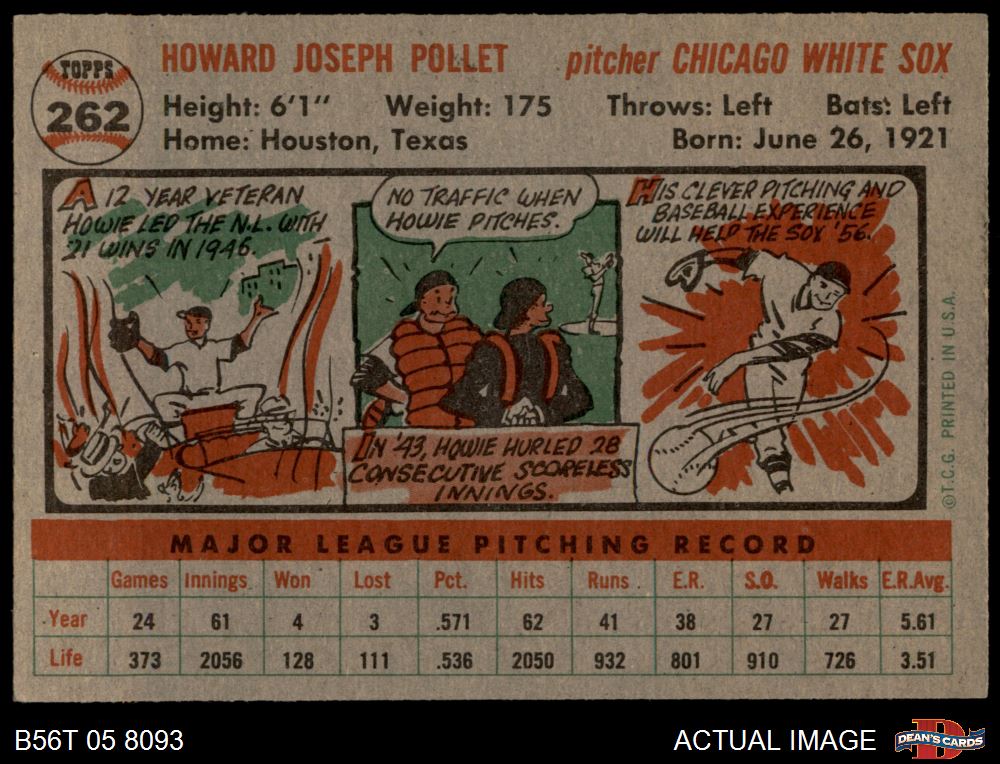 TOPPS
262
HOWARD JOSEPH POLLET pitcher CHICAGO WHITE SOX
Height: 6'1" Weight: 175 Throws: Left Bats: Left
Home: Houston, Texas Born: June 26, 1921
A 12 YEAR VETERAN
HOWIE LED THE N.L. WITH
21 WINS IN 1946.
NO TRAFFIC WHEN
HOWIE PITCHES.
IN '43, HOWIE HURLED 28
CONSECUTIVE SCORELESS
INNINGS.
HIS CLEVER PITCHING AND
BASEBALL EXPERIENCE
WILL HELP THE SOX '56.
©T.C.G. PRINTED IN U.S.A.
MAJOR LEAGUE PITCHING RECORD
Games Innings Won Lost Pct. Hits Runs E.R. S.O. Walks E.R.Avg.
Year 24 61 4 3 .571 62 41 38 27 27 5.61
Life 373 2056 128 111 .536 2050 932 801 910 726 3.51
B56T 05 8093 ACTUAL IMAGE DEAN'S CARDS